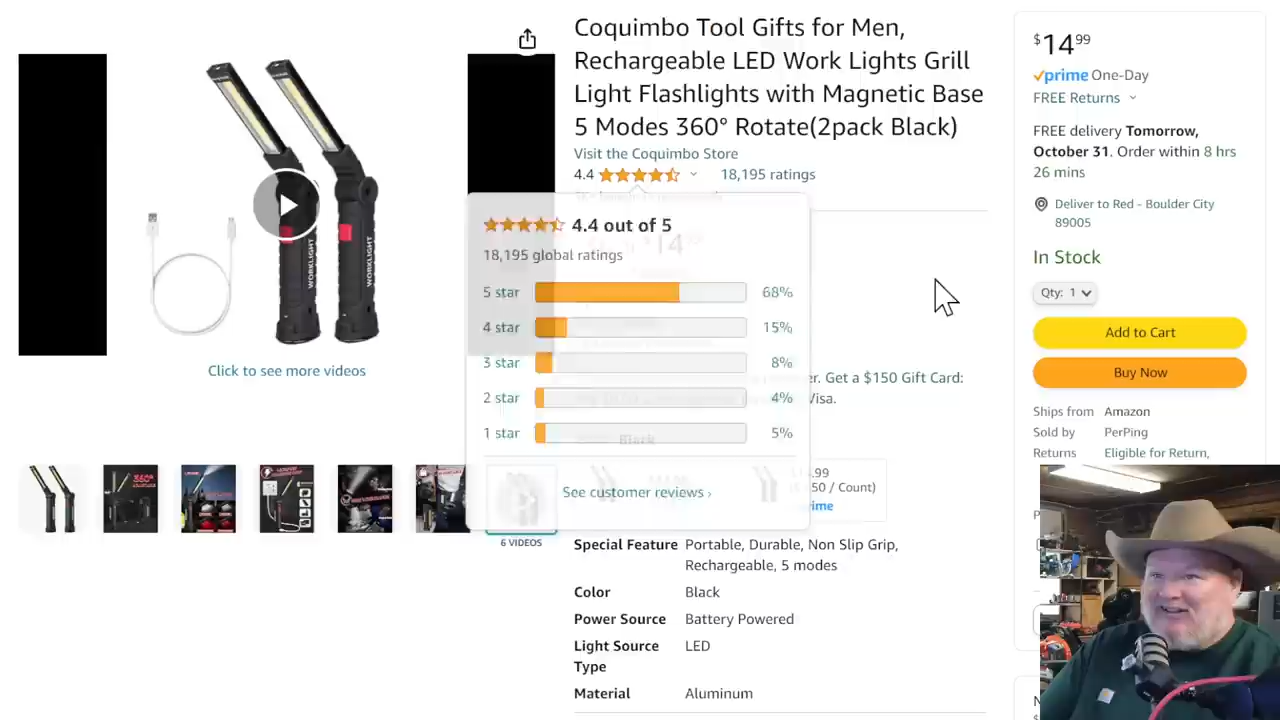 Coquimbo Tool Gifts for Men,
Rechargeable LED Work Lights Grill
Light Flashlights with Magnetic Base
5 Modes 360° Rotate(2pack Black)
Visit the Coquimbo Store
4.4 18,195 ratings
4.4 out of 5
18,195 global ratings
5 star 68%
4 star 15%
3 star 8%
2 star 4%
1 star 5%
See customer reviews ›
er. Get a $150 Gift Card:
Visa.
Black
.99
/ Count)
WORKLIGHT
WORKLIGHT
Click to see more videos
6 VIDEOS
Special Feature Portable, Durable, Non Slip Grip,
Rechargeable, 5 modes
Color Black
Power Source Battery Powered
Light Source LED
Type
Material Aluminum
$14 99
prime One-Day
FREE Returns
FREE delivery Tomorrow,
October 31. Order within 8 hrs
26 mins
Deliver to Red - Boulder City
89005
In Stock
Qty: 1
Add to Cart
Buy Now
Ships from Amazon
Sold by PerPing
Returns Eligible for Return,